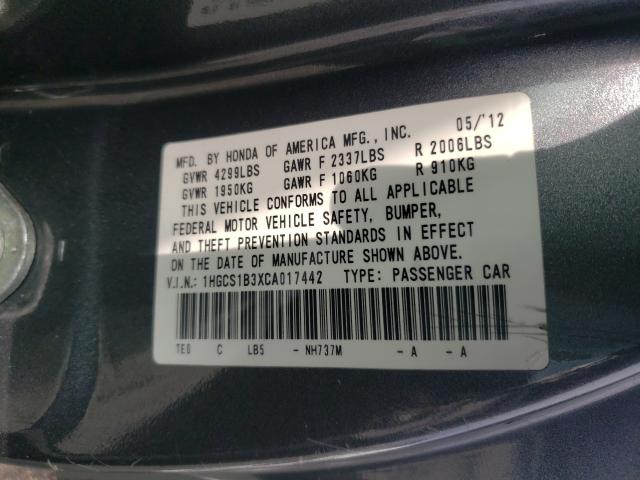 MFD. BY HONDA OF AMERICA MFG., INC. 05/'12
GVWR 4299LBS GAWR F 2337LBS R 2006LBS
GVWR 1950KG GAWR F 1060KG R 910KG
THIS VEHICLE CONFORMS TO ALL APPLICABLE
FEDERAL MOTOR VEHICLE SAFETY, BUMPER,
AND THEFT PREVENTION STANDARDS IN EFFECT
ON THE DATE OF MANUFACTURE SHOWN ABOVE.
V.I.N.: 1HGCS1B3XCA017442 TYPE: PASSENGER CAR
TE0 C LB5 - NH737M - A - A